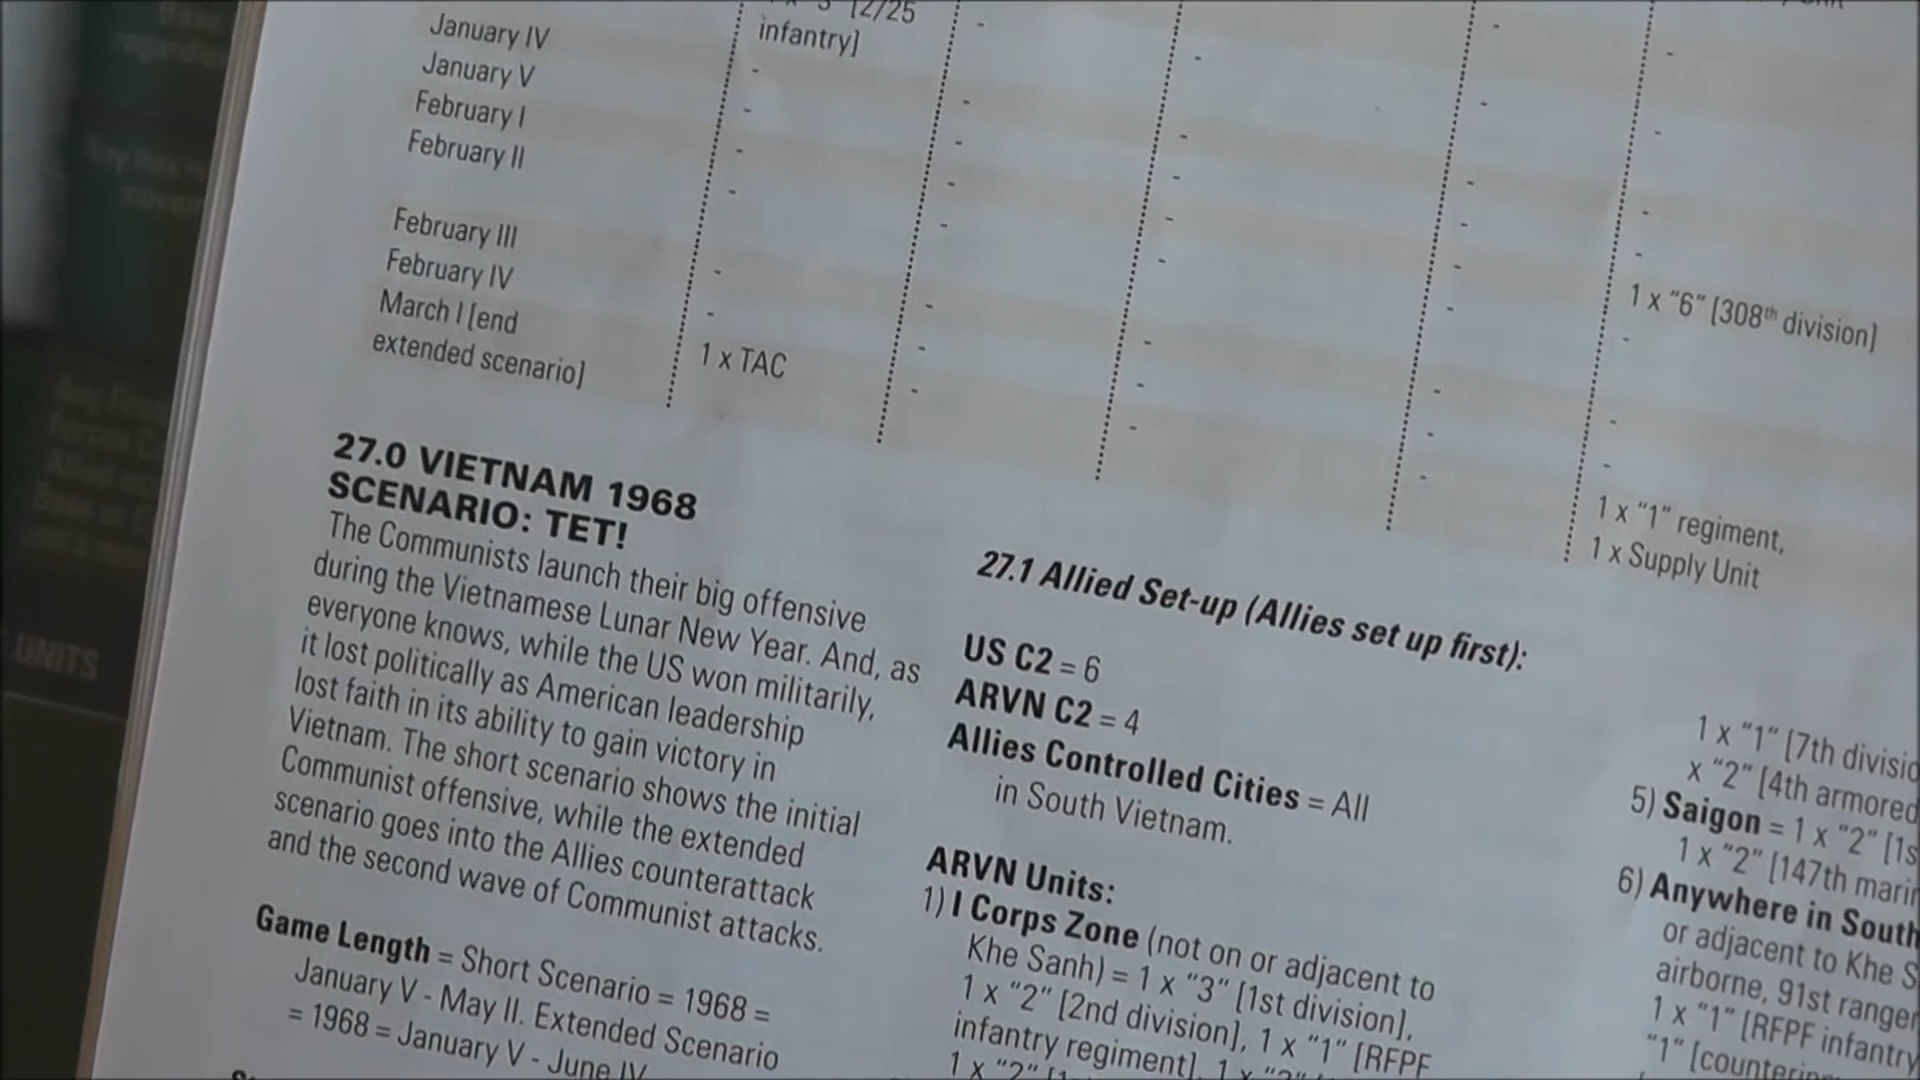 [2/25
infantry]
January IV
January V
February I
February II
February III
February IV
March I [end
extended scenario]
1 x TAC
1 x “6” [308th division]
1 x “1” regiment,
1 x Supply Unit
27.0 VIETNAM 1968
SCENARIO: TET!
The Communists launch their big offensive
during the Vietnamese Lunar New Year. And, as
everyone knows, while the US won militarily,
it lost politically as American leadership
lost faith in its ability to gain victory in
Vietnam. The short scenario shows the initial
Communist offensive, while the extended
scenario goes into the Allies counterattack
and the second wave of Communist attacks.
Game Length = Short Scenario = 1968 =
January V - May II. Extended Scenario
= 1968 = January V - June IV
27.1 Allied Set-up (Allies set up first):
US C2 = 6
ARVN C2 = 4
Allies Controlled Cities = All
in South Vietnam.
ARVN Units:
1) I Corps Zone (not on or adjacent to
Khe Sanh) = 1 x “3” [1st division],
1 x “2” [2nd division], 1 x “1” [RFPF
infantry regiment], 1 x
1 x “2”
1 x “1” [7th
x “2” [4th armored
5) Saigon = 1 x “2”
1 x “2” [147th
6) Anywhere in South
or adjacent to Khe
airborne, 91st ranger
1 x “1” [RFPF infantry
“1”
UNITS